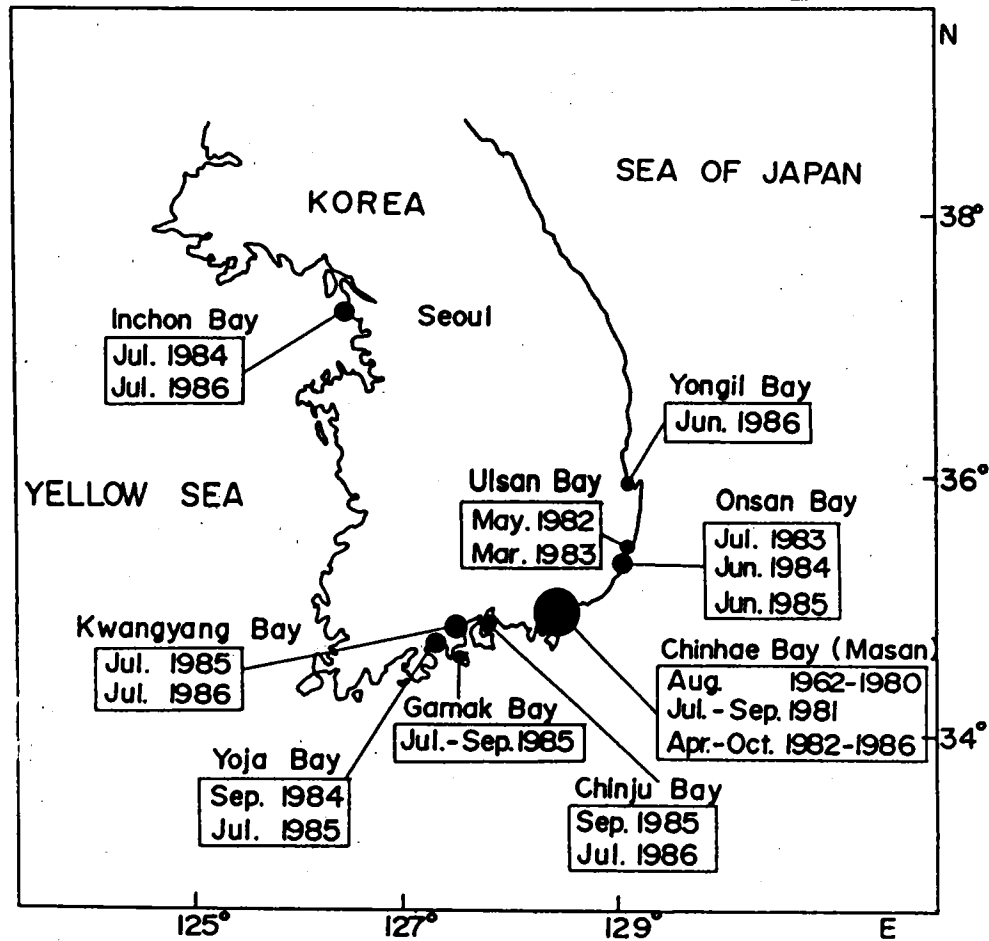 N
SEA OF JAPAN
KOREA
38°
Seoul
Inchon Bay
Jul. 1984
Jul. 1986
Yongil Bay
Jun. 1986
YELLOW SEA
36°
Ulsan Bay
May. 1982
Mar. 1983
Onsan Bay
Jul. 1983
Jun. 1984
Jun. 1985
Kwangyang Bay
Jul. 1985
Jul. 1986
Chinhae Bay (Masan)
Aug. 1962-1980
Jul.-Sep. 1981
Apr.-Oct. 1982-1986
34°
Gamak Bay
Jul.-Sep. 1985
Yoja Bay
Sep. 1984
Jul. 1985
Chinju Bay
Sep. 1985
Jul. 1986
125° 127° 129° E